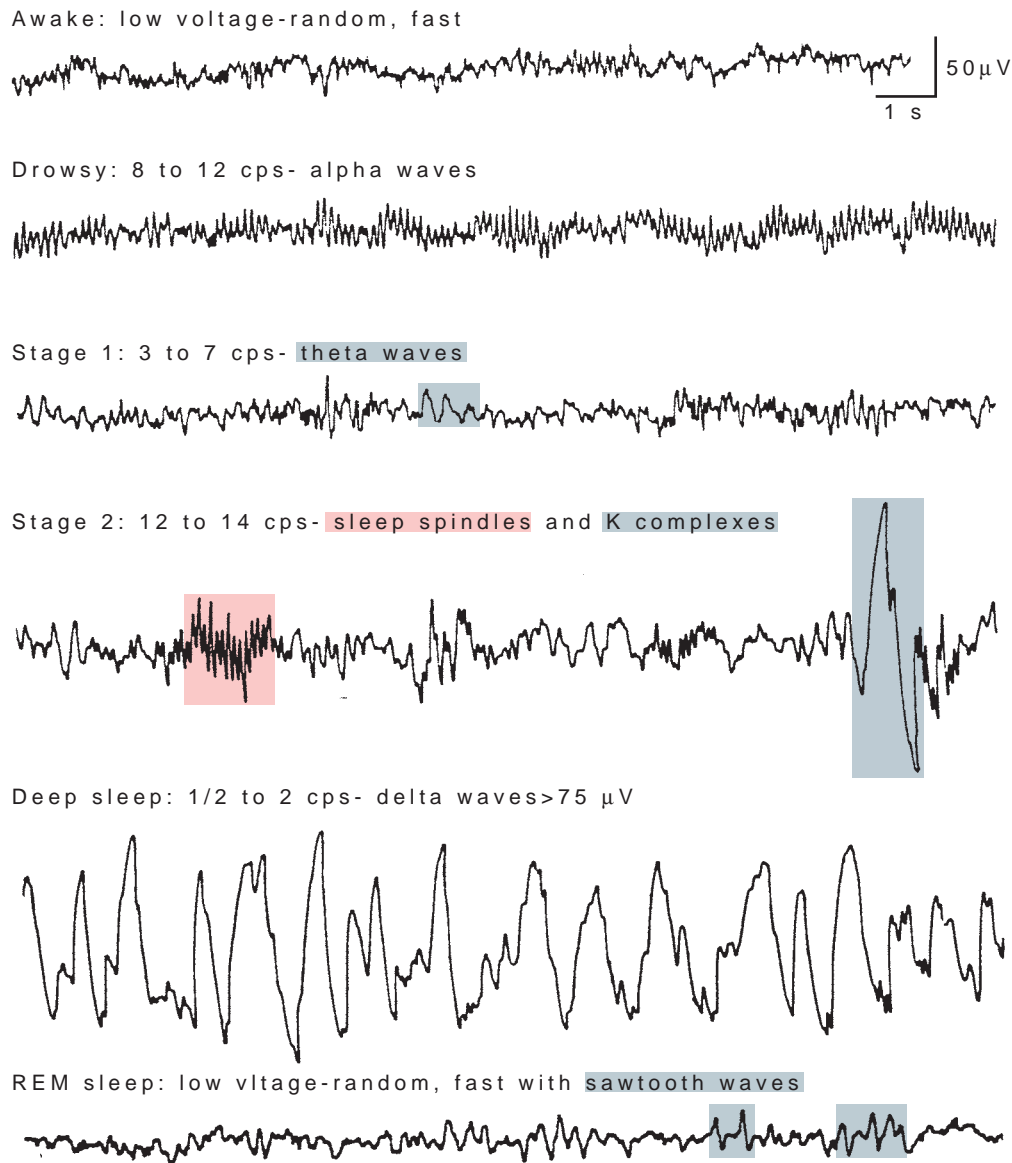 Awake: low voltage-random, fast
50µV
1 s
Drowsy: 8 to 12 cps- alpha waves
Stage 1: 3 to 7 cps- theta waves
Stage 2: 12 to 14 cps- sleep spindles and K complexes
Deep sleep: 1/2 to 2 cps- delta waves>75 µV
REM sleep: low vltage-random, fast with sawtooth waves